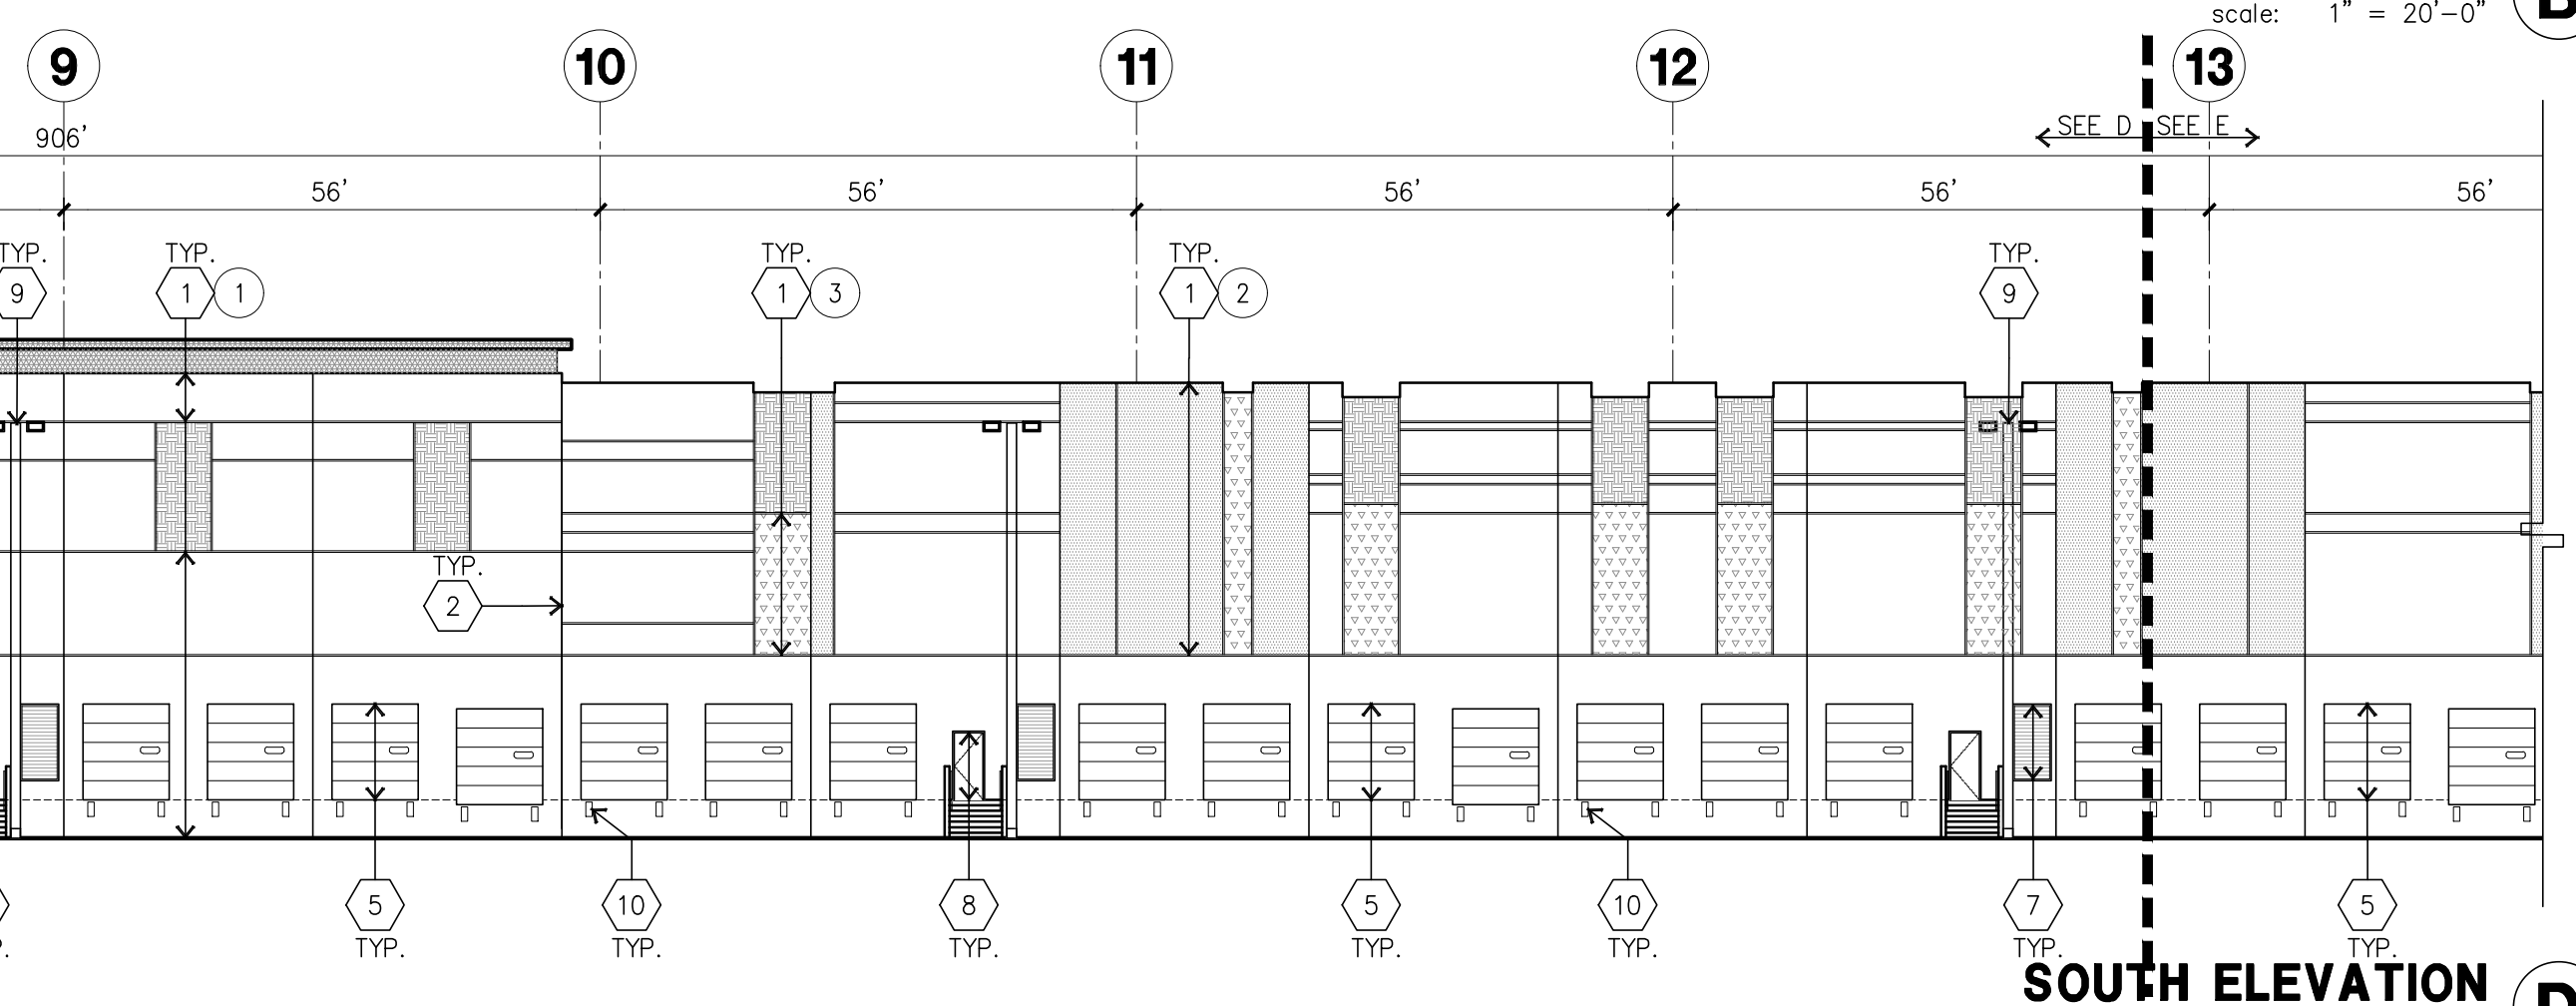 scale: 1" = 20'-0"
B
9 10 11 12 13
906'
SEE D SEE E
56' 56' 56' 56' 56'
TYP. TYP. TYP. TYP. TYP.
9 1 1 1 3 1 2 9
TYP.
2
5 10 8 5 10 7 5
TYP. TYP. TYP. TYP. TYP. TYP. TYP.
SOUTH ELEVATION
D